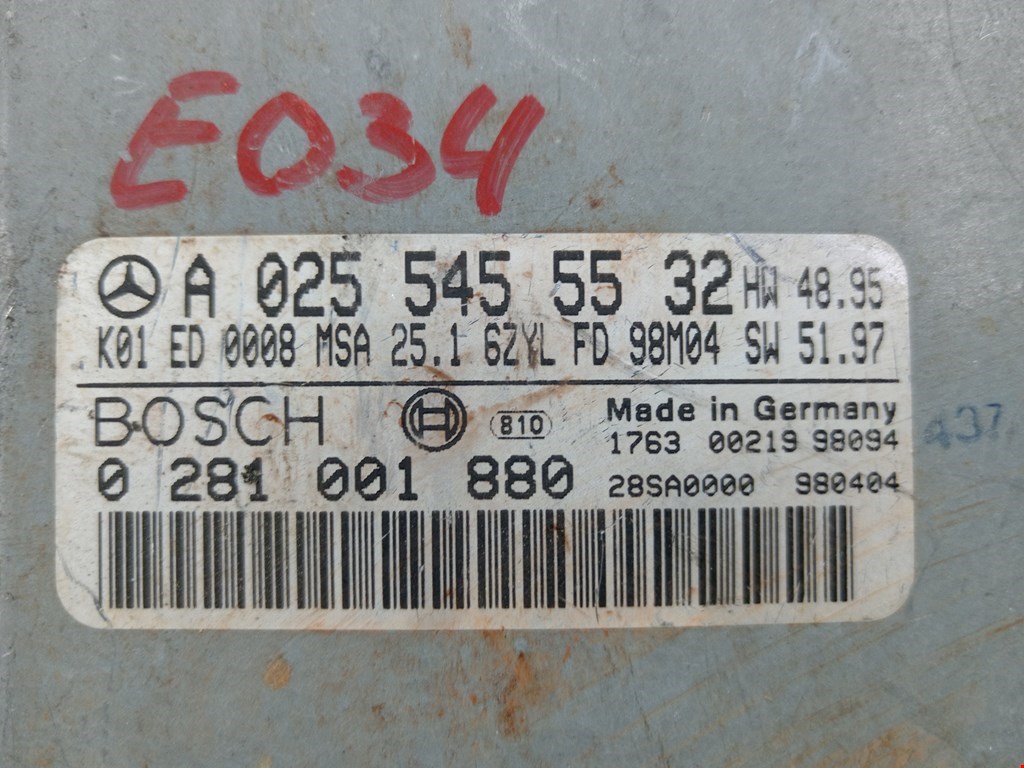 E034
A 025 545 55 32 HW 48.95
K01 ED 0008 MSA 25.1 6ZYL FD 98M04 SW 51.97
BOSCH 810 Made in Germany
1763 00219 98094
0 281 001 880 28SA0000 980404
437